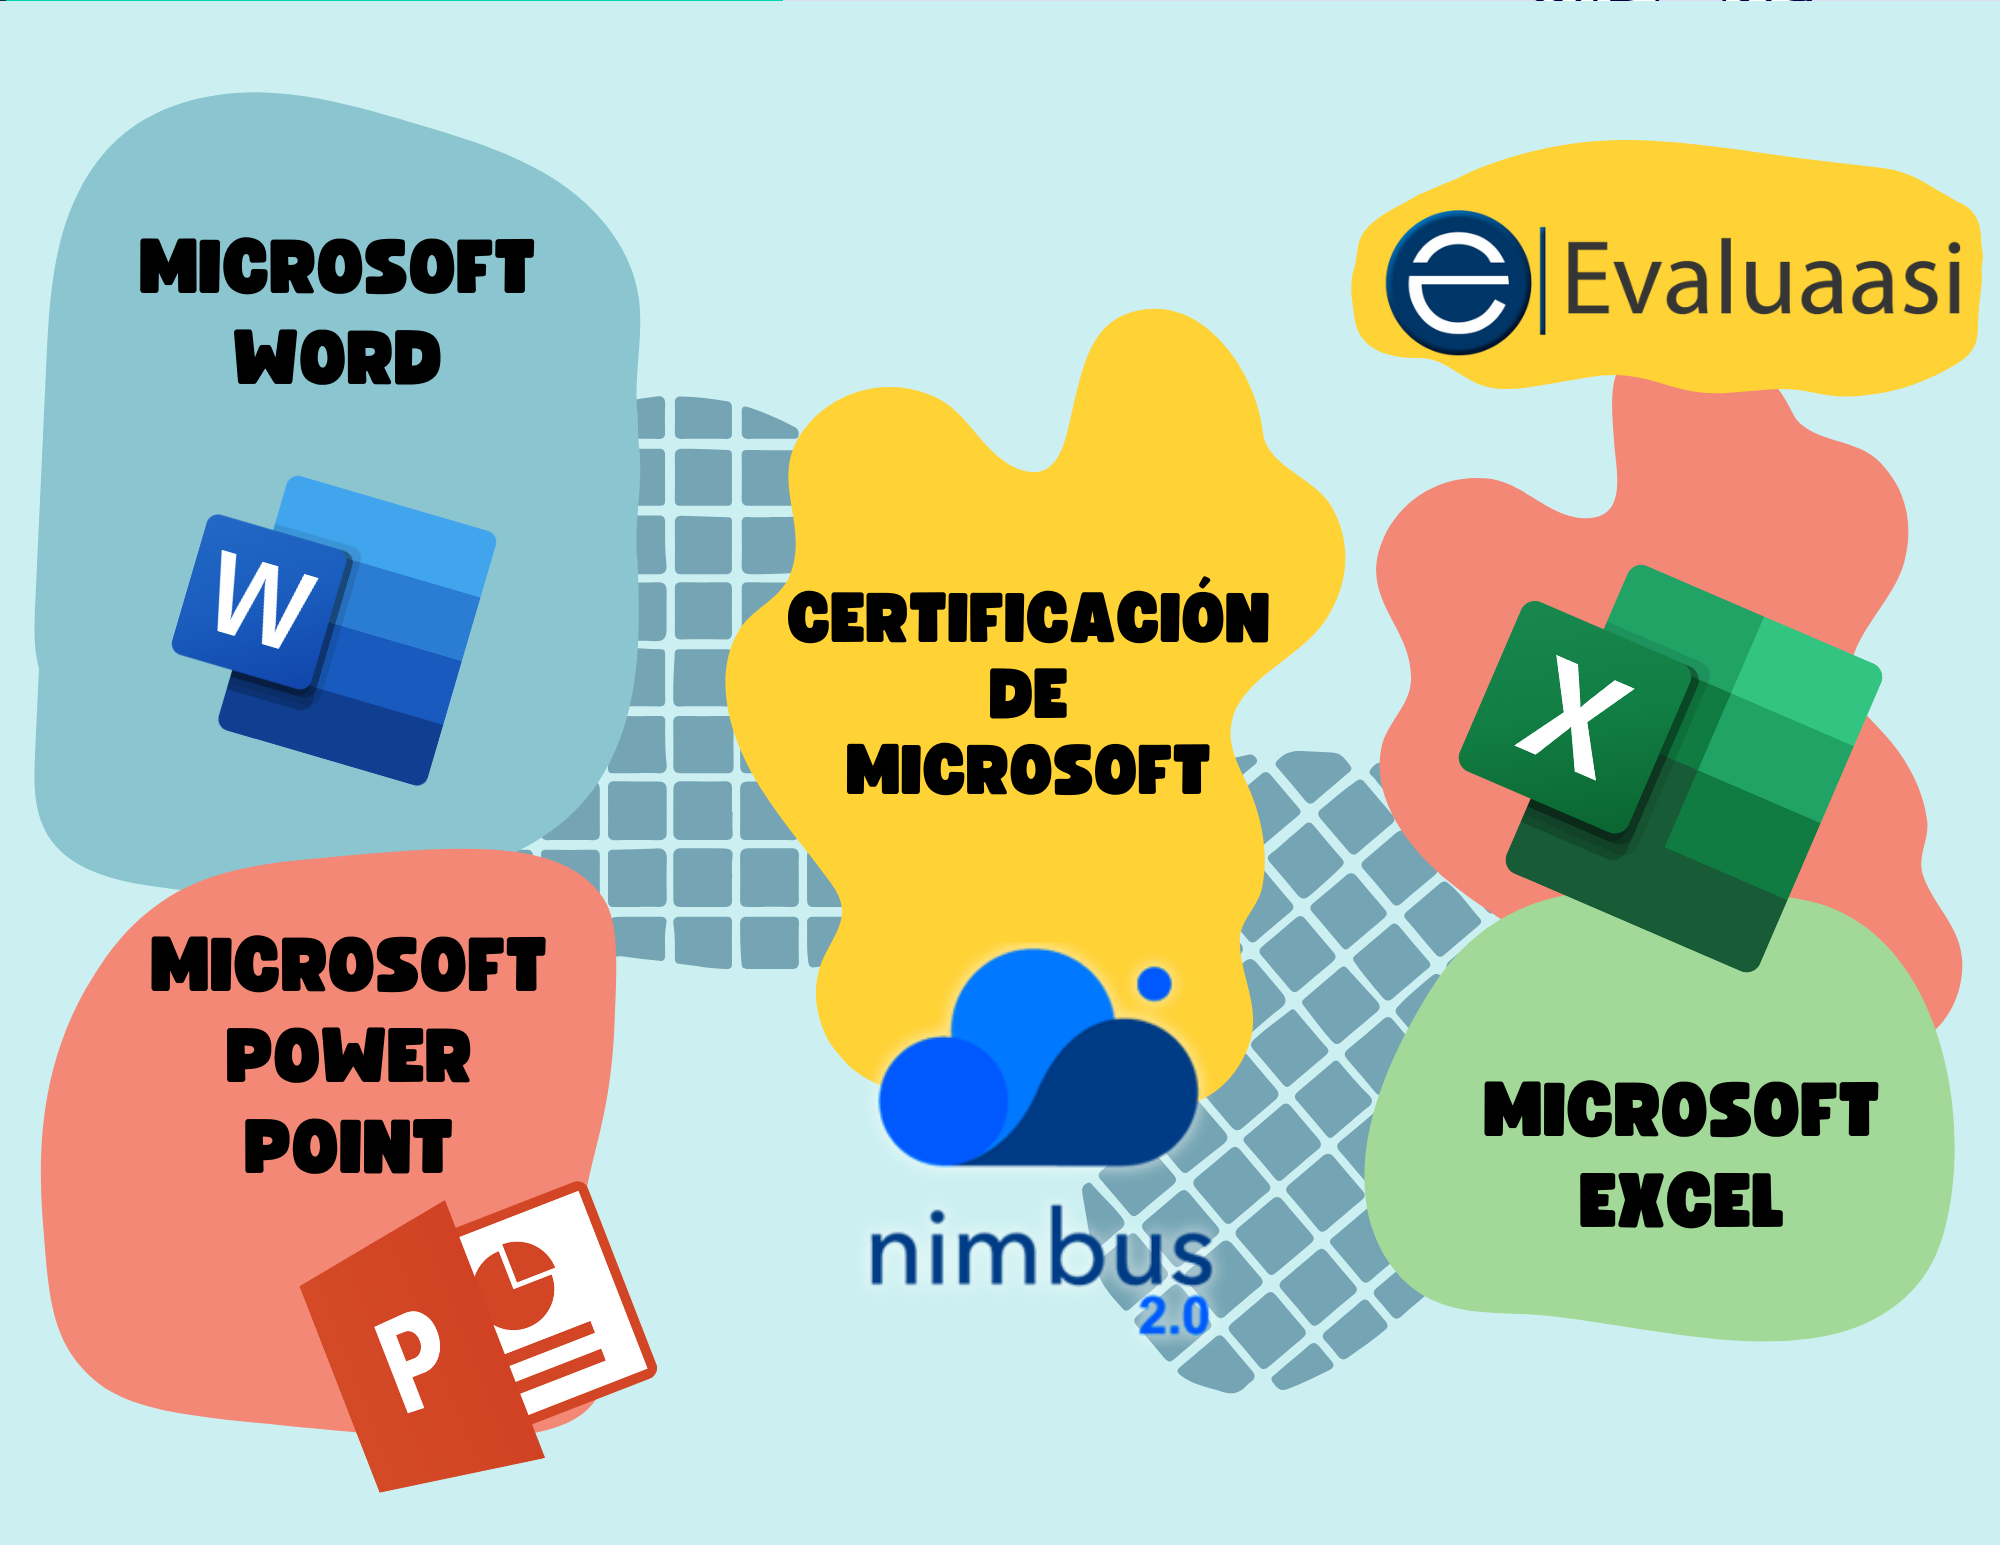 MICROSOFT
WORD
W
MICROSOFT
POWER
POINT
P
CERTIFICACIÓN
DE
MICROSOFT
nimbus
2.0
e Evaluaasi
X
MICROSOFT
EXCEL